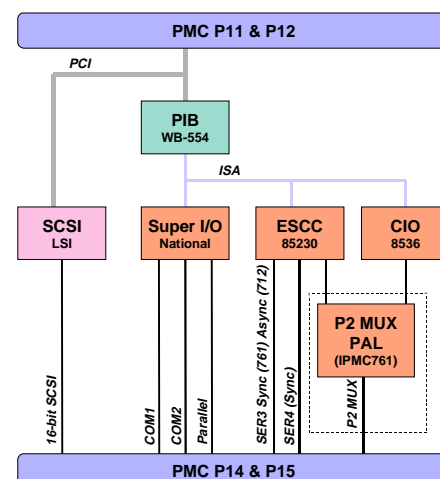 PMC P11 & P12
PCI
PIB
WB-554
ISA
SCSI
LSI
Super I/O
National
ESCC
85230
CIO
8536
P2 MUX
PAL
(IPMC761)
16-bit SCSI
COM1
COM2
Parallel
SER3 Sync (761) Async (712)
SER4 (Sync)
P2 MUX
PMC P14 & P15